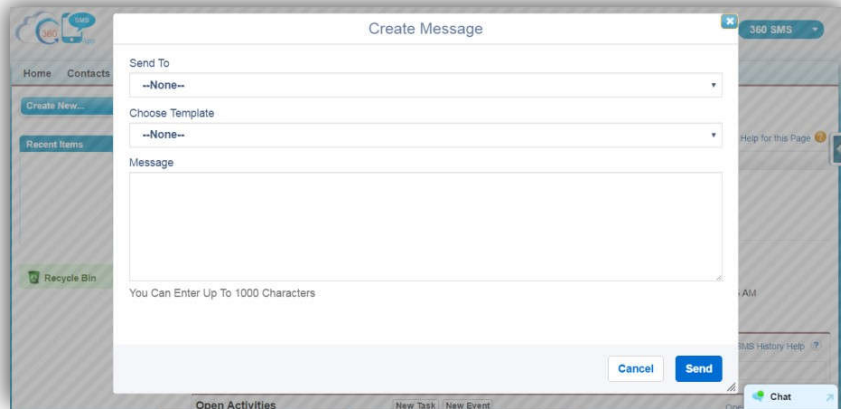 Create Message
360
SMS
360 SMS
Home Contacts
Send To
--None--
Create New...
Choose Template
--None--
Recent Items
Help for this Page
Message
Recycle Bin
AM
You Can Enter Up To 1000 Characters
SMS History Help ?
Cancel Send
Chat
Open Activities New Task New Event